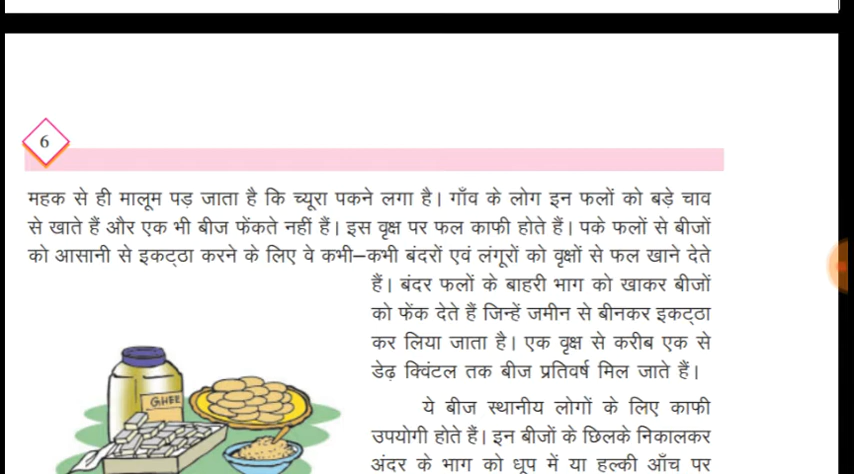 6
महक से ही मालूम पड़ जाता है कि च्यूरा पकने लगा है। गाँव के लोग इन फलों को बड़े चाव
से खाते हैं और एक भी बीज फेंकते नहीं हैं। इस वृक्ष पर फल काफी होते हैं। पके फलों से बीजों
को आसानी से इकट्ठा करने के लिए वे कभी–कभी बंदरों एवं लंगूरों को वृक्षों से फल खाने देते
हैं। बंदर फलों के बाहरी भाग को खाकर बीजों
को फेंक देते हैं जिन्हें जमीन से बीनकर इकट्ठा
कर लिया जाता है। एक वृक्ष से करीब एक से
डेढ़ क्विंटल तक बीज प्रतिवर्ष मिल जाते हैं।
ये बीज स्थानीय लोगों के लिए काफी
उपयोगी होते हैं। इन बीजों के छिलके निकालकर
अंदर के भाग को धूप में या हल्की आँच पर
GHEE